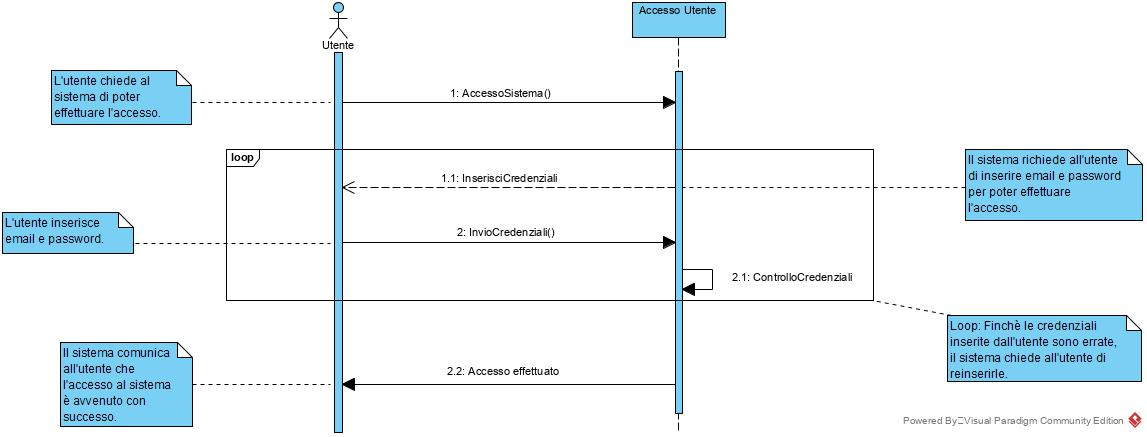 Accesso Utente
Utente
L'utente chiede al
sistema di poter
effettuare l'accesso.
1: AccessoSistema()
loop
Il sistema richiede all'utente
di inserire email e password
per poter effettuare
l'accesso.
1.1: InserisciCredenziali
L'utente inserisce
email e password.
2: InvioCredenziali()
2.1: ControlloCredenziali
Loop: Finchè le credenziali
inserite dall'utente sono errate,
il sistema chiede all'utente di
reinserirle.
Il sistema comunica
all'utente che
l'accesso al sistema
è avvenuto con
successo.
2.2: Accesso effettuato
Powered By Visual Paradigm Community Edition